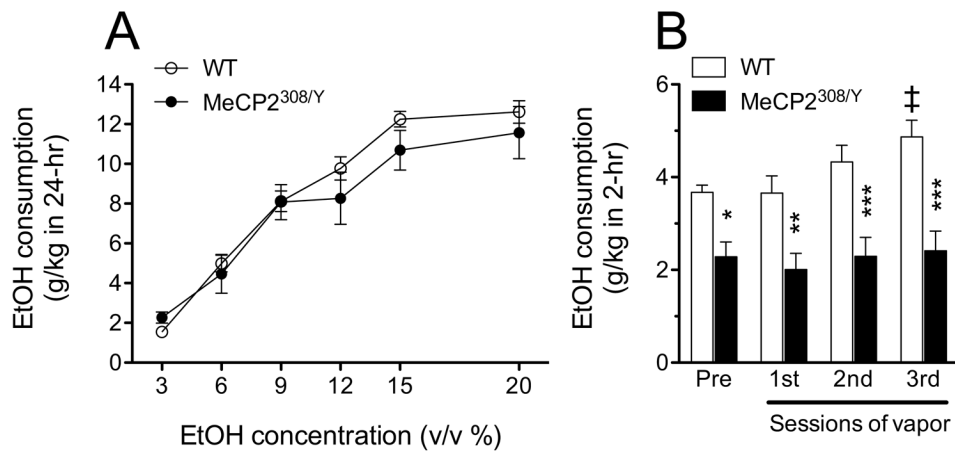 A
WT
MeCP2308/Y
14
12
10
8
6
4
2
0
EtOH consumption
(g/kg in 24-hr)
3 6 9 12 15 20
EtOH concentration (v/v %)
B
WT
MeCP2308/Y
6
4
2
0
EtOH consumption
(g/kg in 2-hr)
‡
* ** *** ***
Pre 1st 2nd 3rd
Sessions of vapor